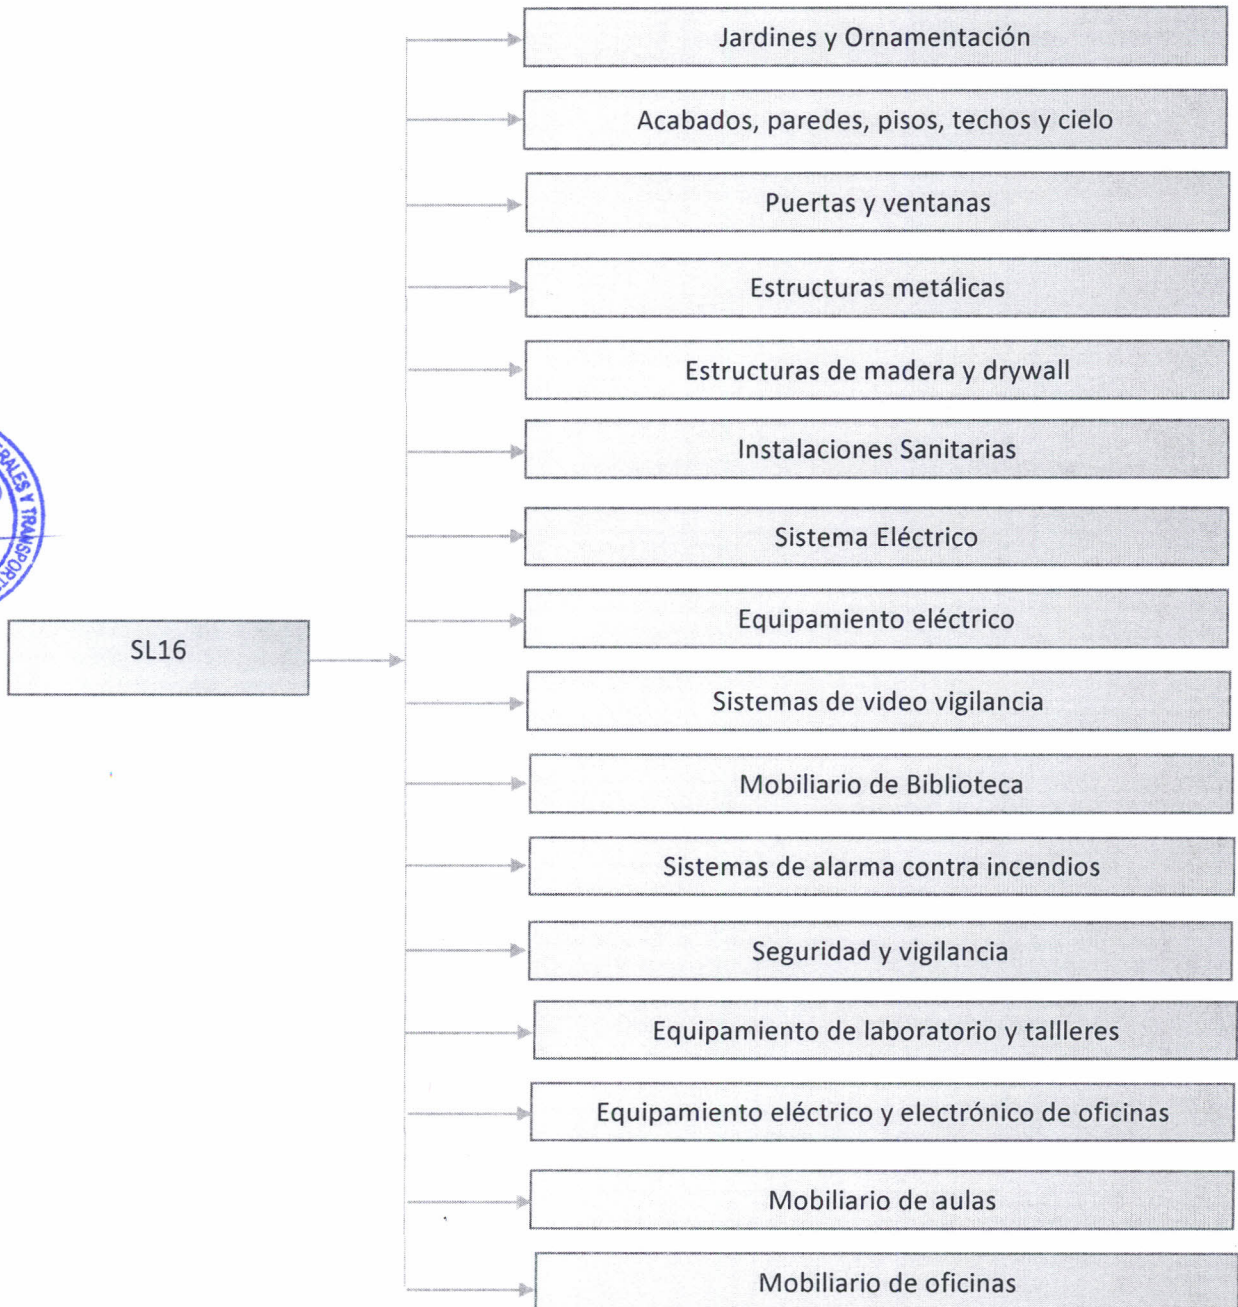 Jardines y Ornamentación
Acabados, paredes, pisos, techos y cielo
Puertas y ventanas
Estructuras metálicas
Estructuras de madera y drywall
Instalaciones Sanitarias
Sistema Eléctrico
Equipamiento eléctrico
SL16
Sistemas de video vigilancia
Mobiliario de Biblioteca
Sistemas de alarma contra incendios
Seguridad y vigilancia
Equipamiento de laboratorio y tallleres
Equipamiento eléctrico y electrónico de oficinas
Mobiliario de aulas
Mobiliario de oficinas